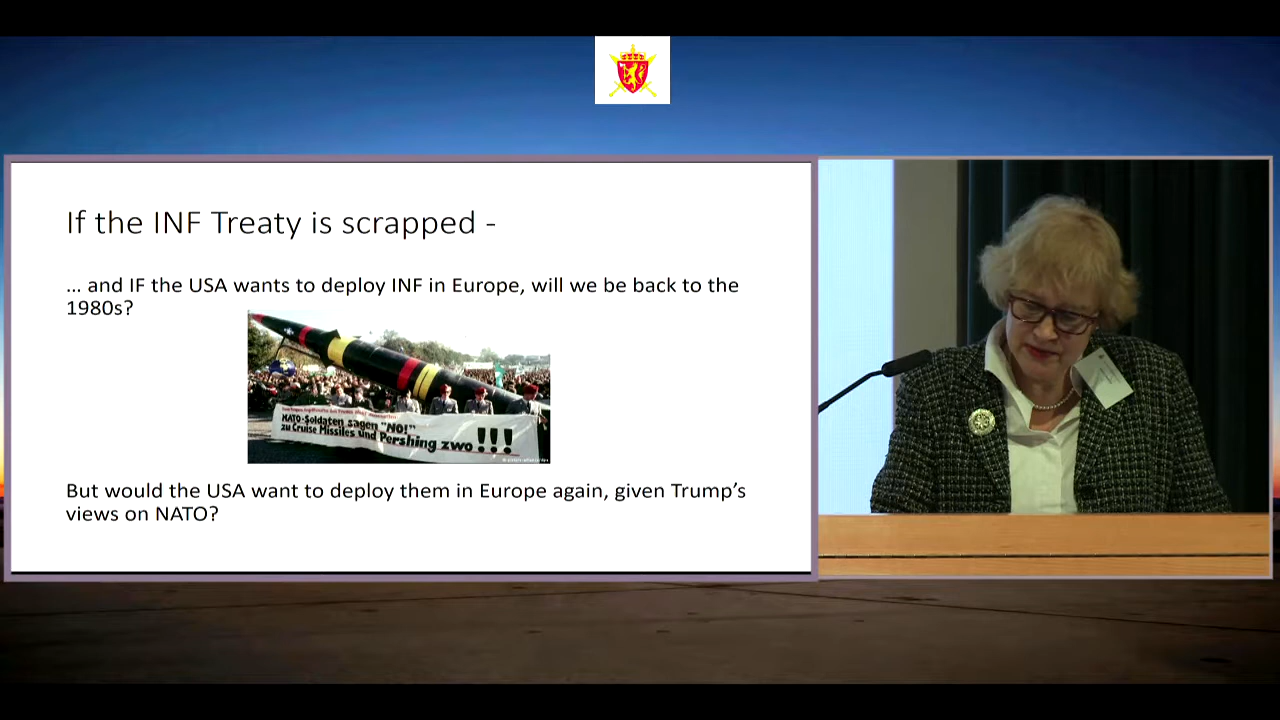 If the INF Treaty is scrapped -
... and IF the USA wants to deploy INF in Europe, will we be back to the
1980s?
NATO-Soldaten sagen "NO!"
zu Cruise Missiles und Pershing zwo!!!
But would the USA want to deploy them in Europe again, given Trump’s
views on NATO?